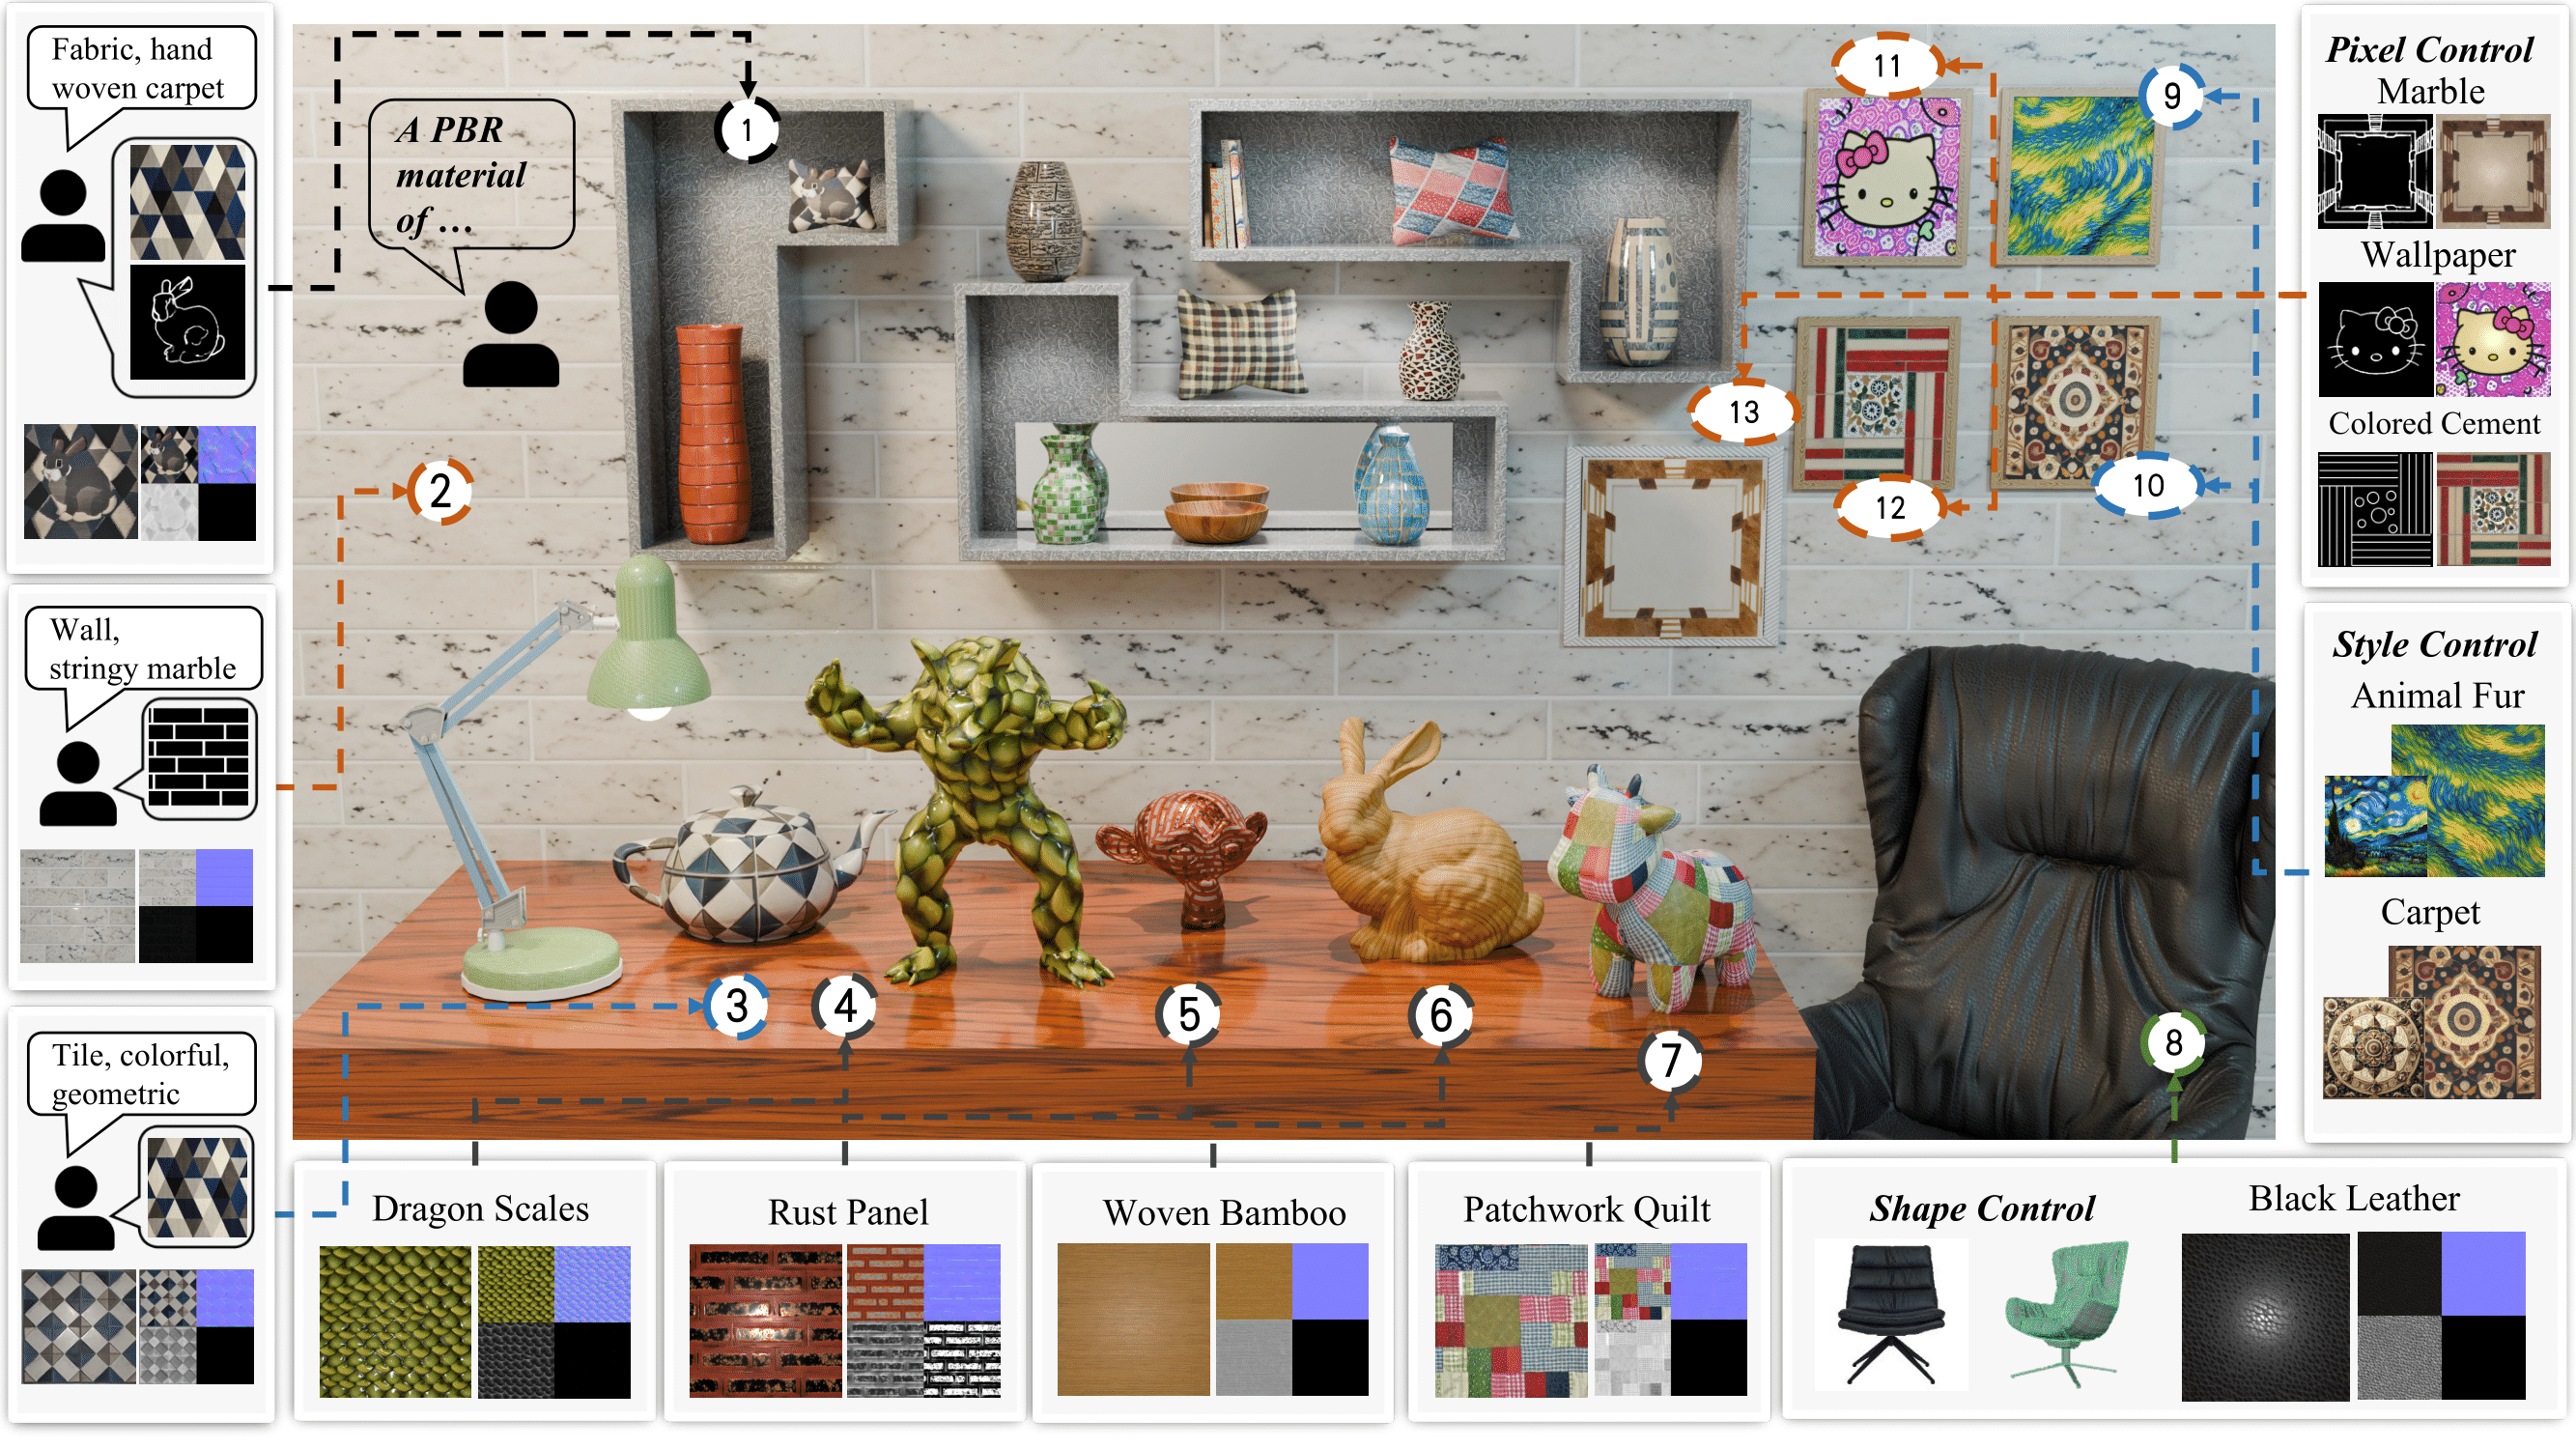 Fabric, hand
woven carpet
A PBR
material
of ...
1
2
3
4
5
6
7
8
9
10
11
12
13
Wall,
stringy marble
Tile, colorful,
geometric
Dragon Scales
Rust Panel
Woven Bamboo
Patchwork Quilt
Shape Control
Black Leather
Pixel Control
Marble
Wallpaper
Colored Cement
Style Control
Animal Fur
Carpet